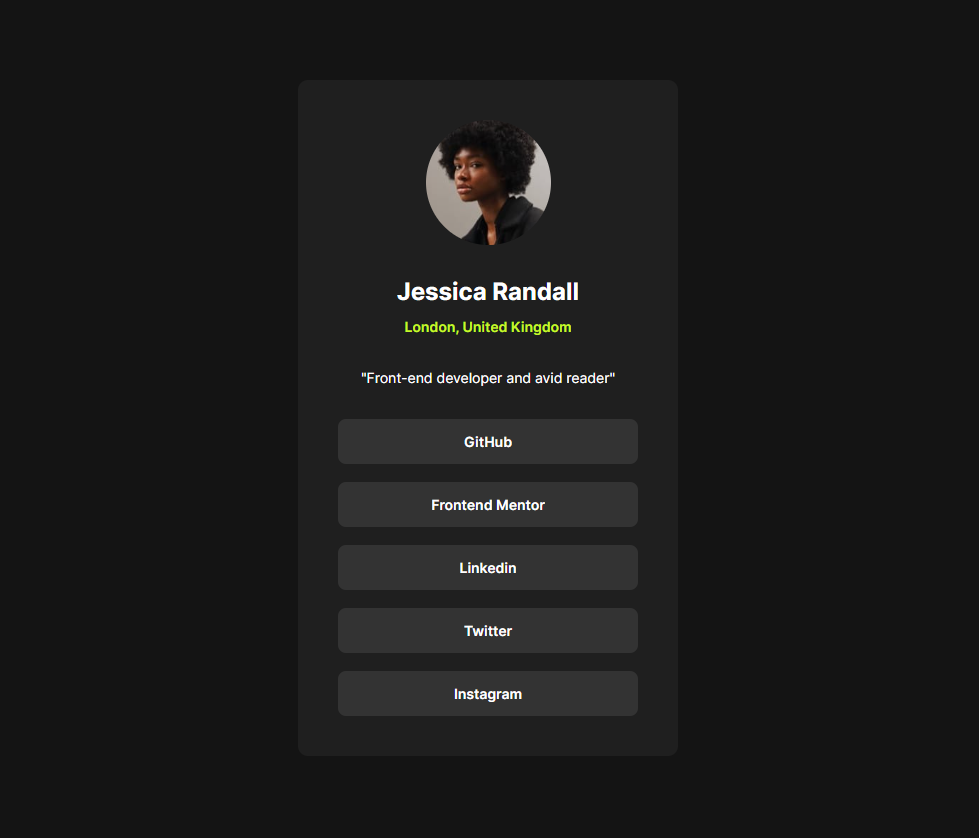 Jessica Randall
London, United Kingdom
"Front-end developer and avid reader"
GitHub
Frontend Mentor
Linkedin
Twitter
Instagram